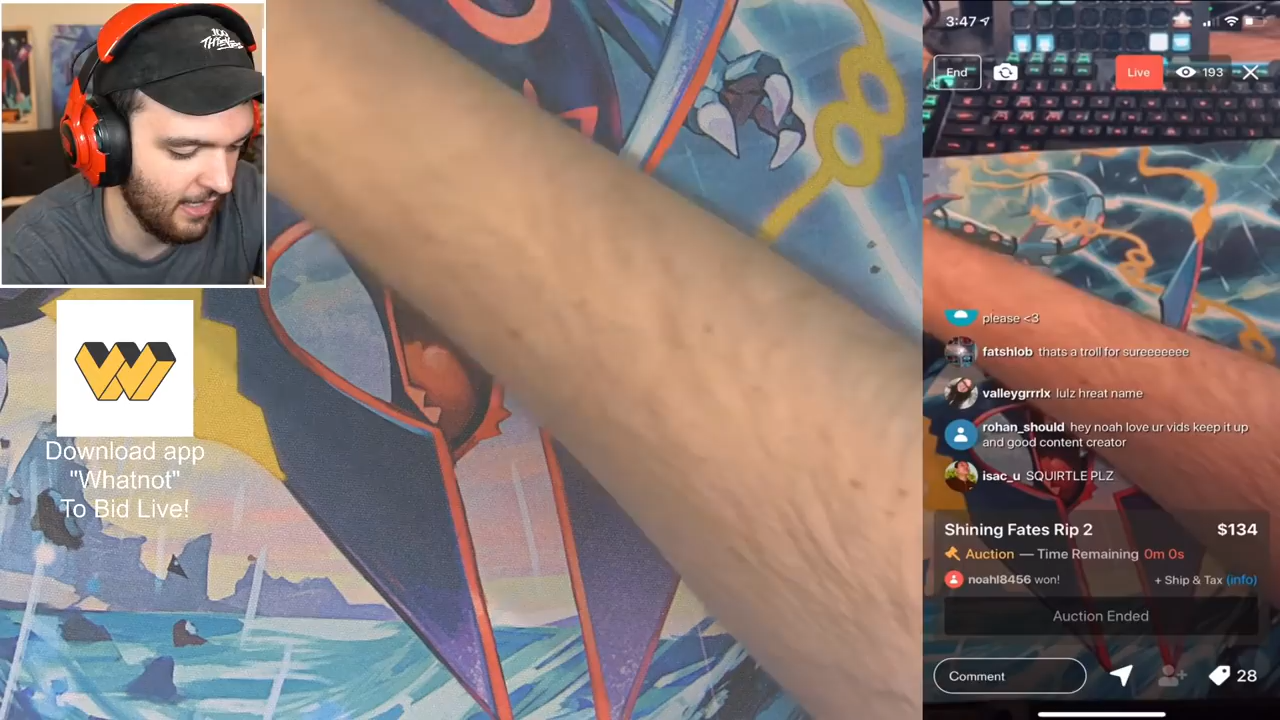 100
THIEVES
Download app
"Whatnot"
To Bid Live!
3:47
End
Live
193
please <3
fatshlob thats a troll for sureeeeeee
valleygrrrlx lulz hreat name
rohan_should hey noah love ur vids keep it up
and good content creator
isac_u SQUIRTLE PLZ
Shining Fates Rip 2 $134
Auction — Time Remaining 0m 0s
noahl8456 won! + Ship & Tax (info)
Auction Ended
Comment
28